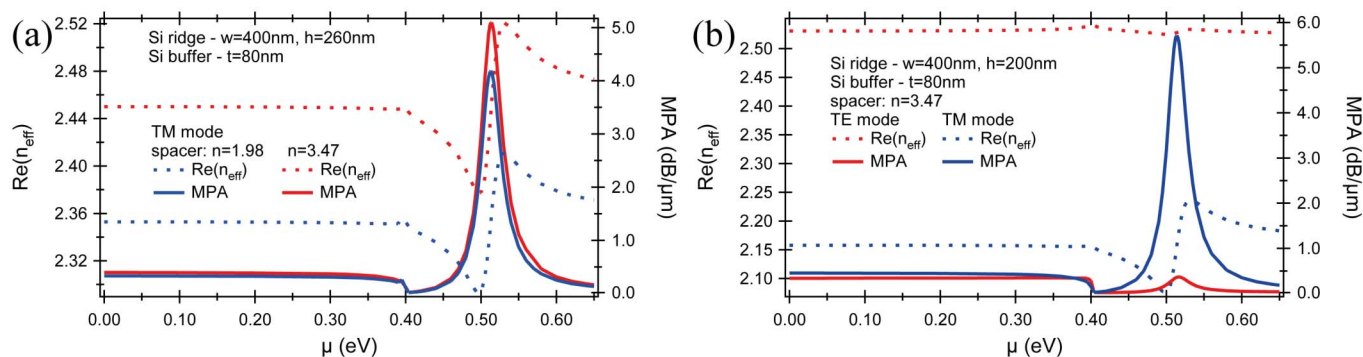 (a)
Si ridge - w=400nm, h=260nm
Si buffer - t=80nm
TM mode
spacer: n=1.98 n=3.47
Re(neff) Re(neff)
MPA MPA
Re(neff)
2.52
2.48
2.44
2.40
2.36
2.32
MPA (dB/μm)
5.0
4.0
3.0
2.0
1.0
0.0
0.00 0.10 0.20 0.30 0.40 0.50 0.60
μ (eV)
(b)
Si ridge - w=400nm, h=200nm
Si buffer - t=80nm
spacer: n=3.47
TE mode TM mode
Re(neff) Re(neff)
MPA MPA
Re(neff)
2.50
2.45
2.40
2.35
2.30
2.25
2.20
2.15
2.10
MPA (dB/μm)
6.0
5.0
4.0
3.0
2.0
1.0
0.0
0.00 0.10 0.20 0.30 0.40 0.50 0.60
μ (eV)